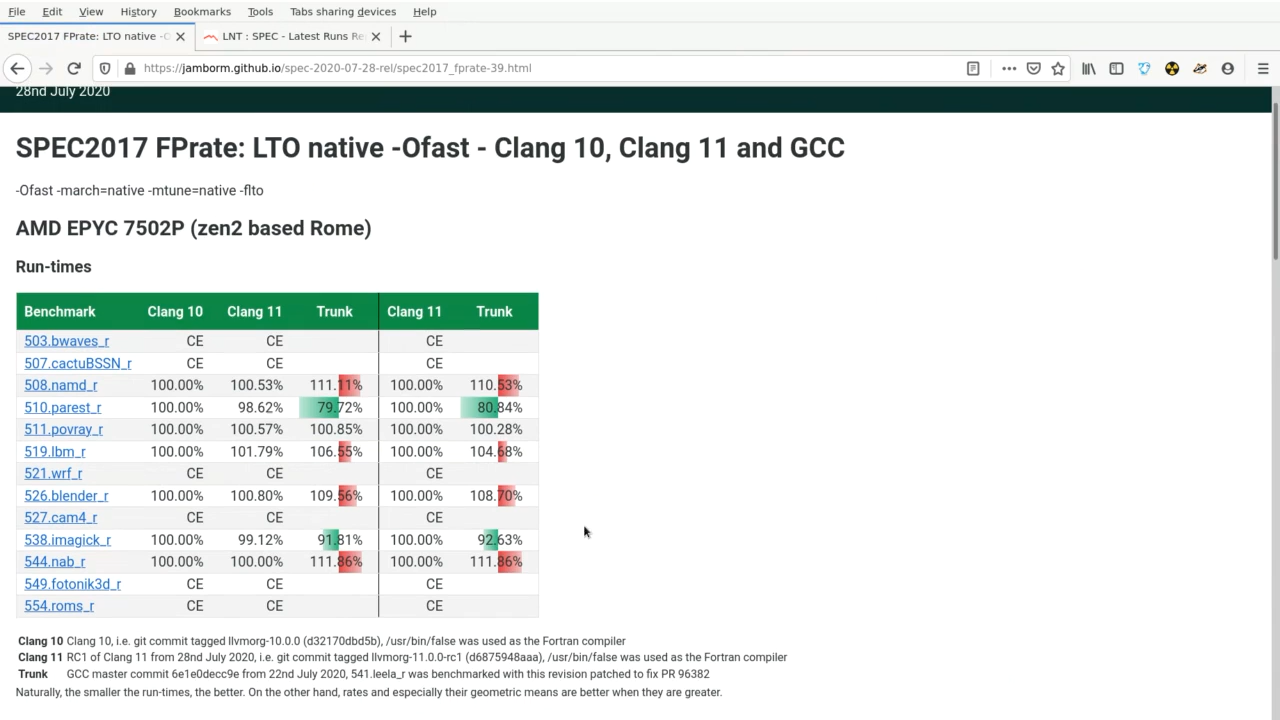 File Edit View History Bookmarks Tools Tabs sharing devices Help
SPEC2017 FPrate: LTO native -O
LNT : SPEC - Latest Runs Re
https://jamborm.github.io/spec-2020-07-28-rel/spec2017_fprate-39.html
28nd July 2020
SPEC2017 FPrate: LTO native -Ofast - Clang 10, Clang 11 and GCC
-Ofast -march=native -mtune=native -flto
AMD EPYC 7502P (zen2 based Rome)
Run-times
Benchmark Clang 10 Clang 11 Trunk Clang 11 Trunk
503.bwaves_r CE CE CE
507.cactuBSSN_r CE CE CE
508.namd_r 100.00% 100.53% 111.11% 100.00% 110.53%
510.parest_r 100.00% 98.62% 79.72% 100.00% 80.84%
511.povray_r 100.00% 100.57% 100.85% 100.00% 100.28%
519.lbm_r 100.00% 101.79% 106.55% 100.00% 104.68%
521.wrf_r CE CE CE
526.blender_r 100.00% 100.80% 109.56% 100.00% 108.70%
527.cam4_r CE CE CE
538.imagick_r 100.00% 99.12% 91.81% 100.00% 92.63%
544.nab_r 100.00% 100.00% 111.86% 100.00% 111.86%
549.fotonik3d_r CE CE CE
554.roms_r CE CE CE
Clang 10 Clang 10, i.e. git commit tagged llvmorg-10.0.0 (d32170dbd5b), /usr/bin/false was used as the Fortran compiler
Clang 11 RC1 of Clang 11 from 28nd July 2020, i.e. git commit tagged llvmorg-11.0.0-rc1 (d6875948aaa), /usr/bin/false was used as the Fortran compiler
Trunk GCC master commit 6e1e0decc9e from 22nd July 2020, 541.leela_r was benchmarked with this revision patched to fix PR 96382
Naturally, the smaller the run-times, the better. On the other hand, rates and especially their geometric means are better when they are greater.